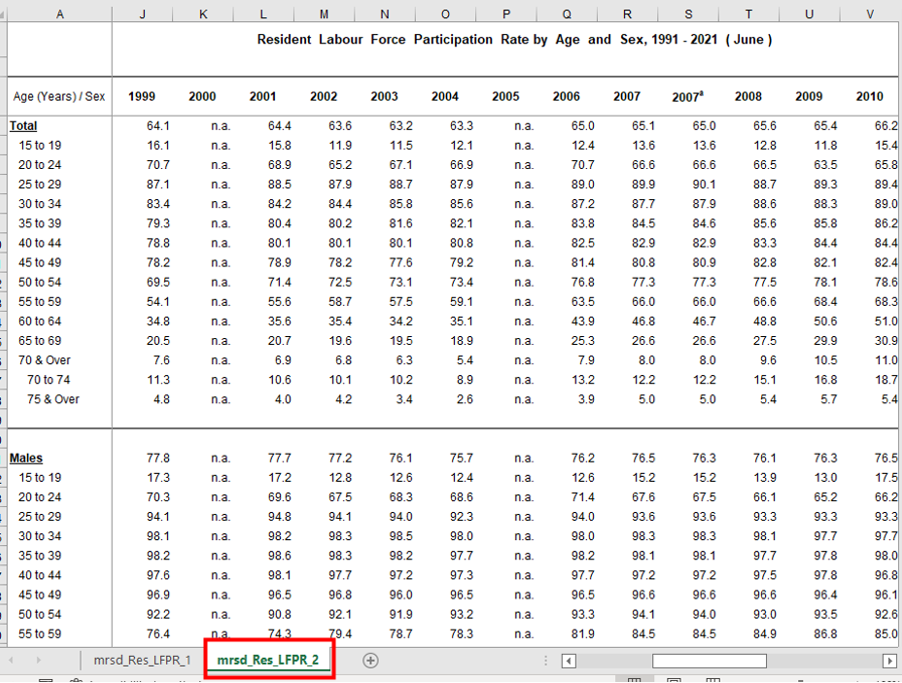 A J K L M N O P Q R S T U V
Resident Labour Force Participation Rate by Age and Sex, 1991 - 2021 ( June )
Age (Years) / Sex 1999 2000 2001 2002 2003 2004 2005 2006 2007 2007ª 2008 2009 2010
Total 64.1 n.a. 64.4 63.6 63.2 63.3 n.a. 65.0 65.1 65.0 65.6 65.4 66.2
15 to 19 16.1 n.a. 15.8 11.9 11.5 12.1 n.a. 12.4 13.6 13.6 12.8 11.8 15.4
20 to 24 70.7 n.a. 68.9 65.2 67.1 66.9 n.a. 70.7 66.6 66.6 66.5 63.5 65.8
25 to 29 87.1 n.a. 88.5 87.9 88.7 87.9 n.a. 89.0 89.9 90.1 88.7 89.3 89.4
30 to 34 83.4 n.a. 84.2 84.4 85.8 85.6 n.a. 87.2 87.7 87.9 88.6 88.3 89.0
35 to 39 79.3 n.a. 80.4 80.2 81.6 82.1 n.a. 83.8 84.5 84.6 85.6 85.8 86.2
40 to 44 78.8 n.a. 80.1 80.1 80.1 80.8 n.a. 82.5 82.9 82.9 83.3 84.4 84.4
45 to 49 78.2 n.a. 78.9 78.2 77.6 79.2 n.a. 81.4 80.8 80.9 82.8 82.1 82.4
50 to 54 69.5 n.a. 71.4 72.5 73.1 73.4 n.a. 76.8 77.3 77.3 77.5 78.1 78.6
55 to 59 54.1 n.a. 55.6 58.7 57.5 59.1 n.a. 63.5 66.0 66.0 66.6 68.4 68.3
60 to 64 34.8 n.a. 35.6 35.4 34.2 35.1 n.a. 43.9 46.8 46.7 48.8 50.6 51.0
65 to 69 20.5 n.a. 20.7 19.6 19.5 18.9 n.a. 25.3 26.6 26.6 27.5 29.9 30.9
70 & Over 7.6 n.a. 6.9 6.8 6.3 5.4 n.a. 7.9 8.0 8.0 9.6 10.5 11.0
70 to 74 11.3 n.a. 10.6 10.1 10.2 8.9 n.a. 13.2 12.2 12.2 15.1 16.8 18.7
75 & Over 4.8 n.a. 4.0 4.2 3.4 2.6 n.a. 3.9 5.0 5.0 5.4 5.7 5.4
Males 77.8 n.a. 77.7 77.2 76.1 75.7 n.a. 76.2 76.5 76.3 76.1 76.3 76.5
15 to 19 17.3 n.a. 17.2 12.8 12.6 12.4 n.a. 12.6 15.2 15.2 13.9 13.0 17.5
20 to 24 70.3 n.a. 69.6 67.5 68.3 68.6 n.a. 71.4 67.6 67.5 66.1 65.2 66.2
25 to 29 94.1 n.a. 94.8 94.1 94.0 92.3 n.a. 94.0 93.6 93.6 93.3 93.3 93.3
30 to 34 98.1 n.a. 98.2 98.3 98.5 98.0 n.a. 98.0 98.3 98.3 98.1 97.7 97.7
35 to 39 98.2 n.a. 98.6 98.3 98.2 97.7 n.a. 98.2 98.1 98.1 97.7 97.8 98.0
40 to 44 97.6 n.a. 98.1 97.7 97.2 97.3 n.a. 97.7 97.2 97.2 97.5 97.8 96.8
45 to 49 96.9 n.a. 96.5 96.8 96.0 96.5 n.a. 96.5 96.6 96.6 96.6 96.4 96.1
50 to 54 92.2 n.a. 90.8 92.1 91.9 93.2 n.a. 93.3 94.1 94.0 93.0 93.5 92.6
55 to 59 76.4 n.a. 74.3 79.4 78.7 78.3 n.a. 81.9 84.5 84.5 84.9 86.8 85.0
mrsd_Res_LFPR_1 mrsd_Res_LFPR_2